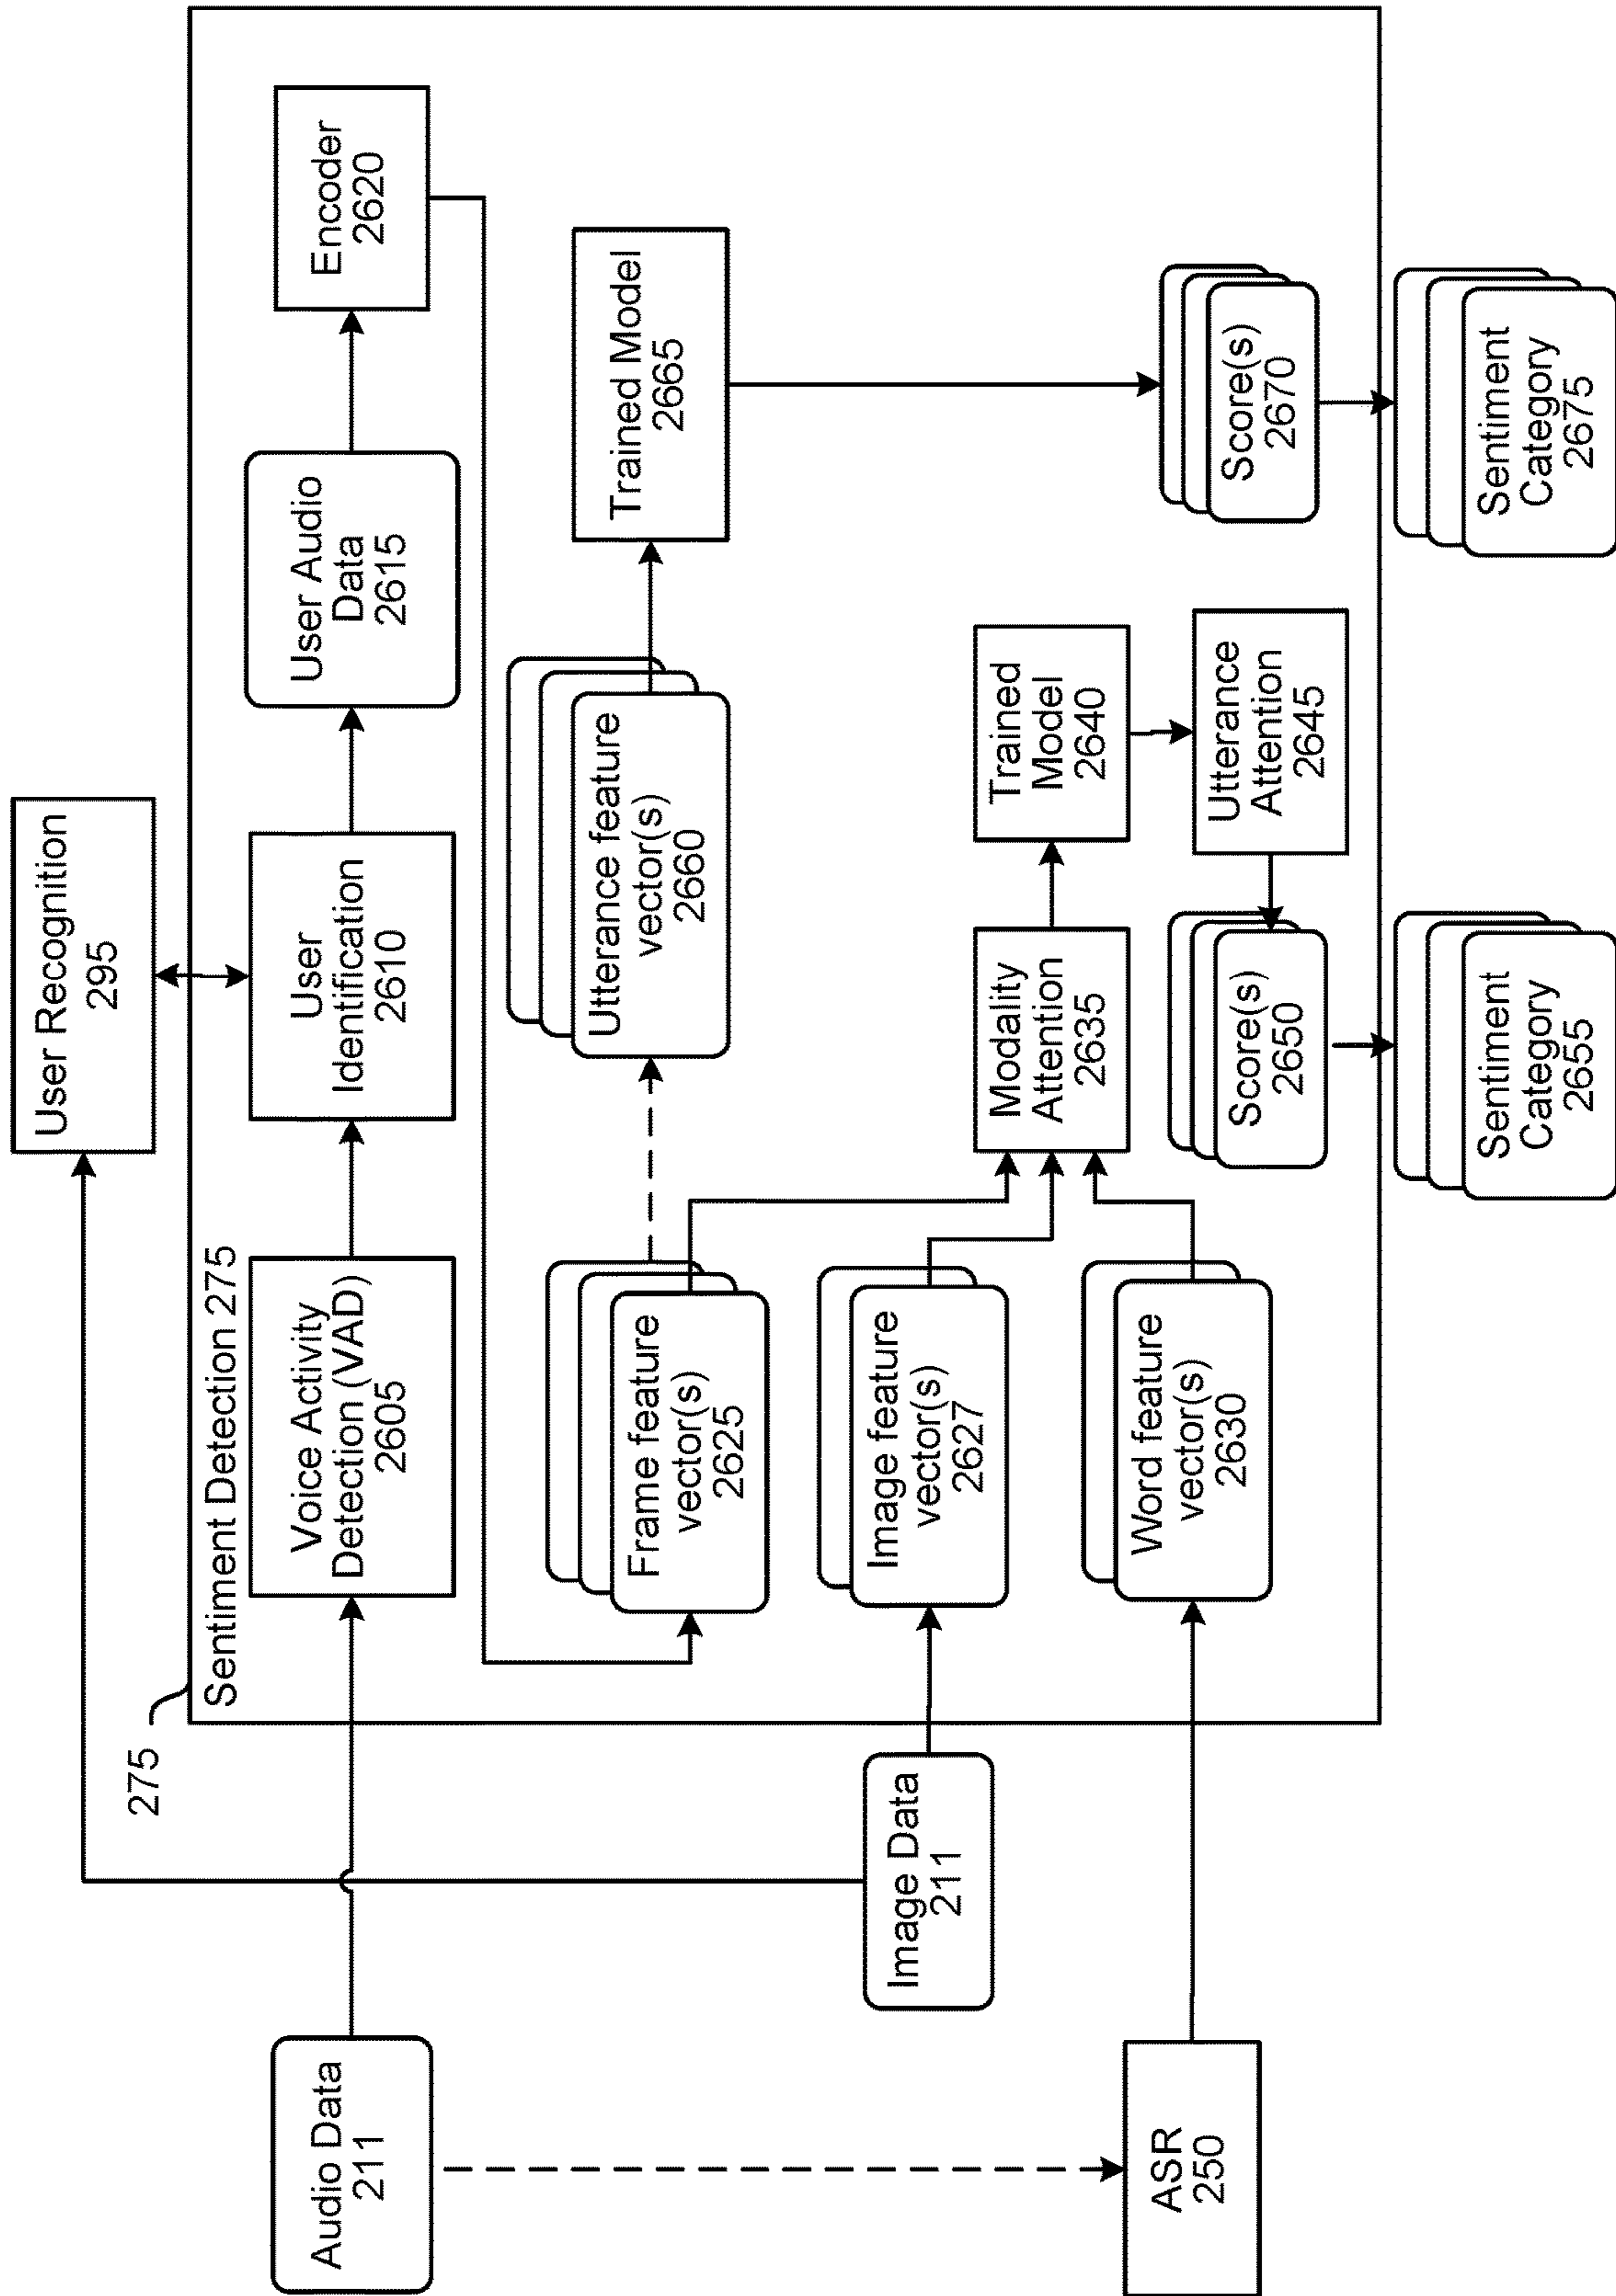 User Recognition
295
275
Sentiment Detection 275
Audio Data
211
Voice Activity
Detection (VAD)
2605
User
Identification
2610
User Audio
Data
2615
Encoder
2620
Frame feature
vector(s)
2625
Utterance feature
vector(s)
2660
Trained Model
2665
Image Data
211
Image feature
vector(s)
2627
Word feature
vector(s)
2630
Modality
Attention
2635
Trained
Model
2640
Utterance
Attention
2645
ASR
250
Score(s)
2650
Score(s)
2670
Sentiment
Category
2655
Sentiment
Category
2675